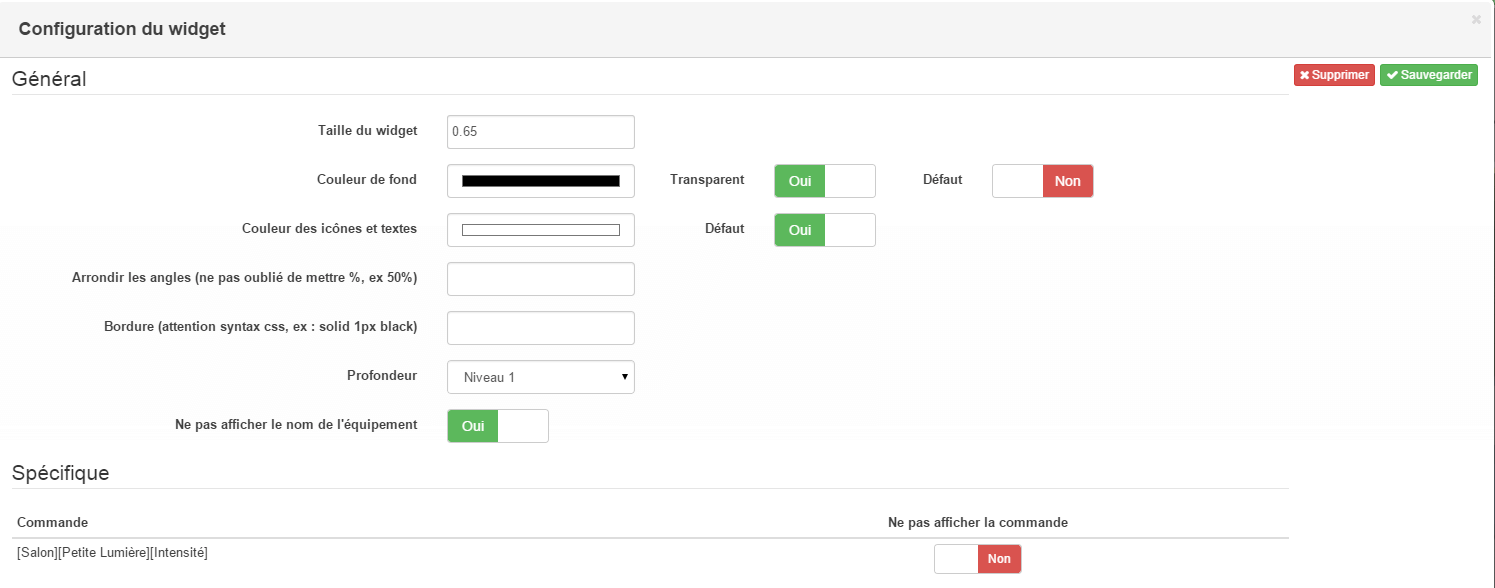 Configuration du widget
×
Général
Supprimer Sauvegarder
Taille du widget 0.65
Couleur de fond Transparent Oui Défaut Non
Couleur des icônes et textes Défaut Oui
Arrondir les angles (ne pas oublié de mettre %, ex 50%)
Bordure (attention syntax css, ex : solid 1px black)
Profondeur Niveau 1
Ne pas afficher le nom de l'équipement Oui
Spécifique
Commande Ne pas afficher la commande
[Salon][Petite Lumière][Intensité] Non